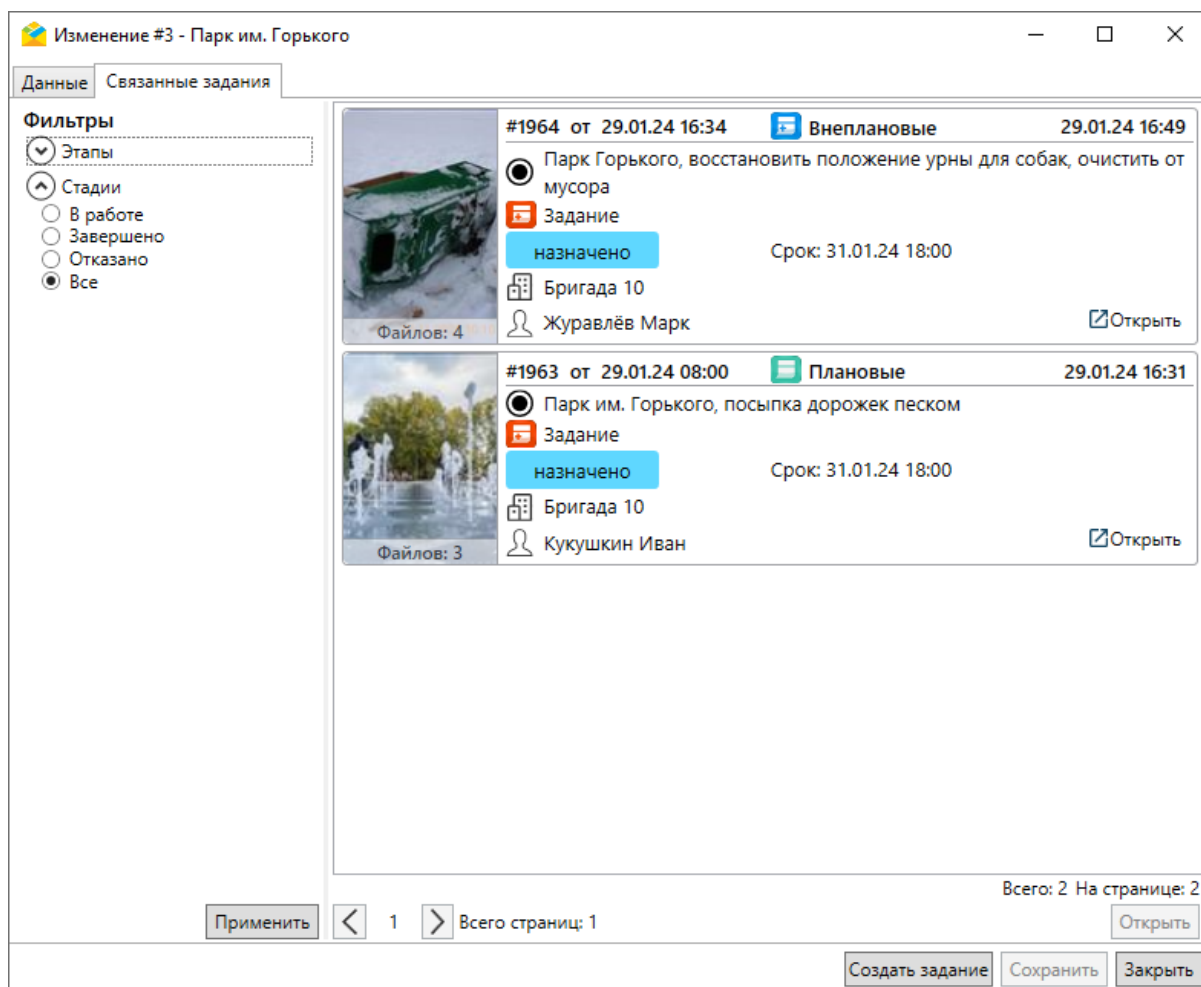 Изменение #3 - Парк им. Горького
Данные
Связанные задания
Фильтры
Этапы
Стадии
В работе
Завершено
Отказано
Все
Применить
#1964 от 29.01.24 16:34 Внеплановые 29.01.24 16:49
Парк Горького, восстановить положение урны для собак, очистить от
мусора
Задание
назначено Срок: 31.01.24 18:00
Бригада 10
Журавлёв Марк
Открыть
Файлов: 4
#1963 от 29.01.24 08:00 Плановые 29.01.24 16:31
Парк им. Горького, посыпка дорожек песком
Задание
назначено Срок: 31.01.24 18:00
Бригада 10
Кукушкин Иван
Открыть
Файлов: 3
Всего: 2 На странице: 2
1 Всего страниц: 1
Открыть
Создать задание Сохранить Закрыть